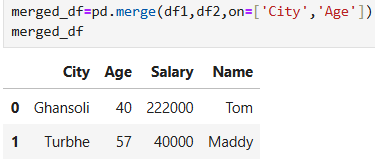 merged_df=pd.merge(df1,df2,on=['City','Age'])
merged_df
City Age Salary Name
0 Ghansoli 40 222000 Tom
1 Turbhe 57 40000 Maddy